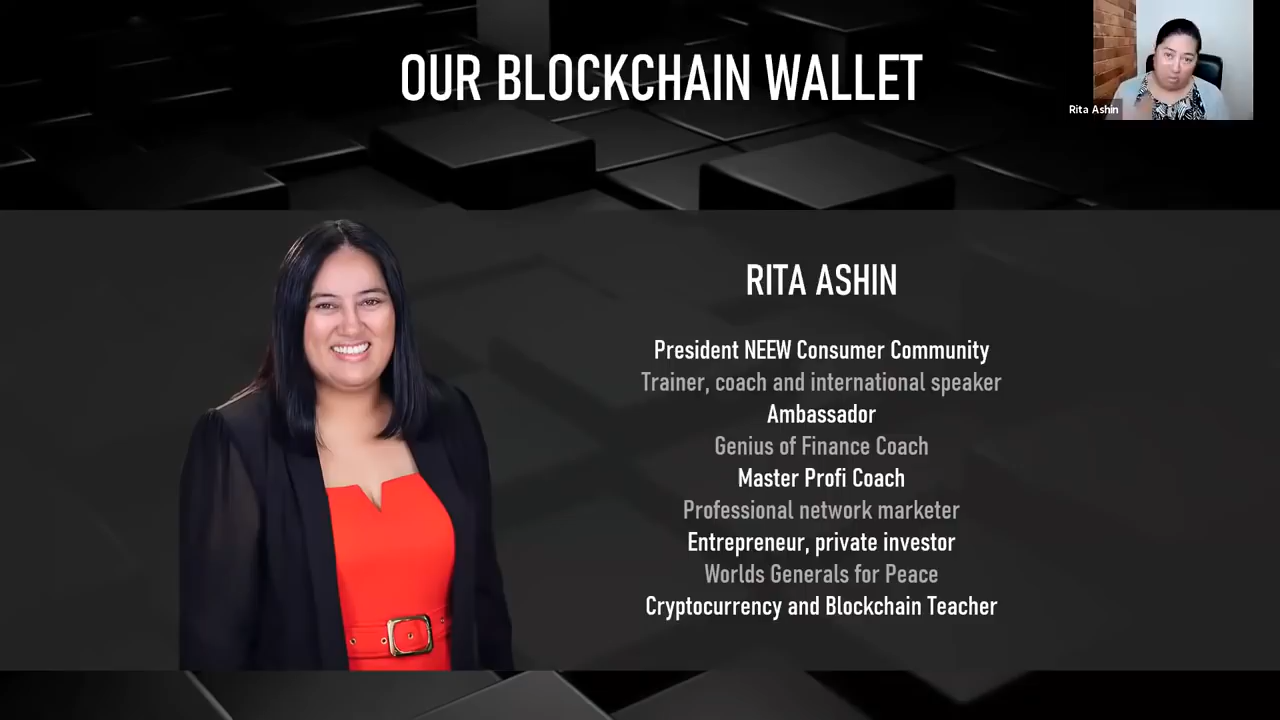 OUR BLOCKCHAIN WALLET
Rita Ashin
RITA ASHIN
President NEEW Consumer Community
Trainer, coach and international speaker
Ambassador
Genius of Finance Coach
Master Profi Coach
Professional network marketer
Entrepreneur, private investor
Worlds Generals for Peace
Cryptocurrency and Blockchain Teacher